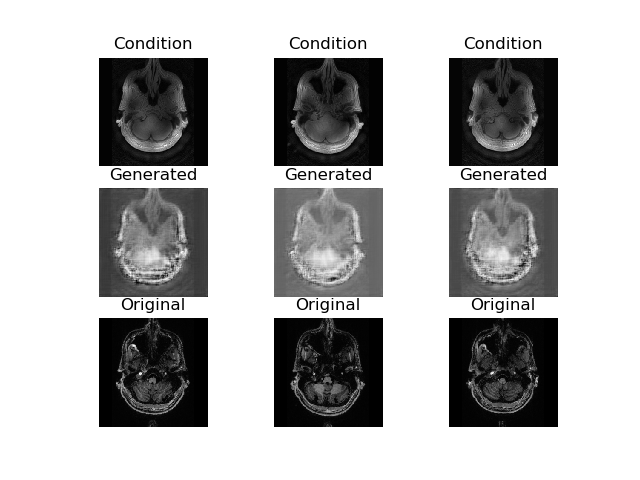 Condition Condition Condition
Generated Generated Generated
Original Original Original